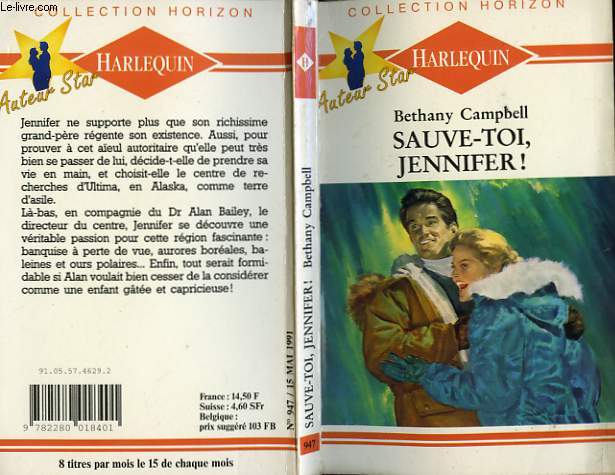 Le-livre.com
COLLECTION HORIZON
HARLEQUIN
Auteur Star
Jennifer ne supporte plus que son richissime
grand-père régente son existence. Aussi, pour
prouver à cet aïeul autoritaire qu'elle peut très
bien se passer de lui, décide-t-elle de prendre sa
vie en main, et choisit-elle le centre de re-
cherches d'Ultima, en Alaska, comme terre
d'asile.
Là-bas, en compagnie du Dr Alan Bailey, le
directeur du centre, Jennifer se découvre une
véritable passion pour cette région fascinante :
banquise à perte de vue, aurores boréales, ba-
leines et ours polaires... Enfin, tout serait formi-
dable si Alan voulait bien cesser de la considérer
comme une enfant gâtée et capricieuse !
91.05.57.4629.2
9 782280 018401
France : 14,50 F
Suisse : 4,60 SFr
Belgique :
prix suggéré 103 FB
8 titres par mois le 15 de chaque mois
H
Bethany Campbell
SAUVE-TOI, JENNIFER !
N° 947 / 15 MAI 1991
947
COLLECTION HORIZON
HARLEQUIN
Auteur Star
Bethany Campbell
SAUVE-TOI,
JENNIFER !